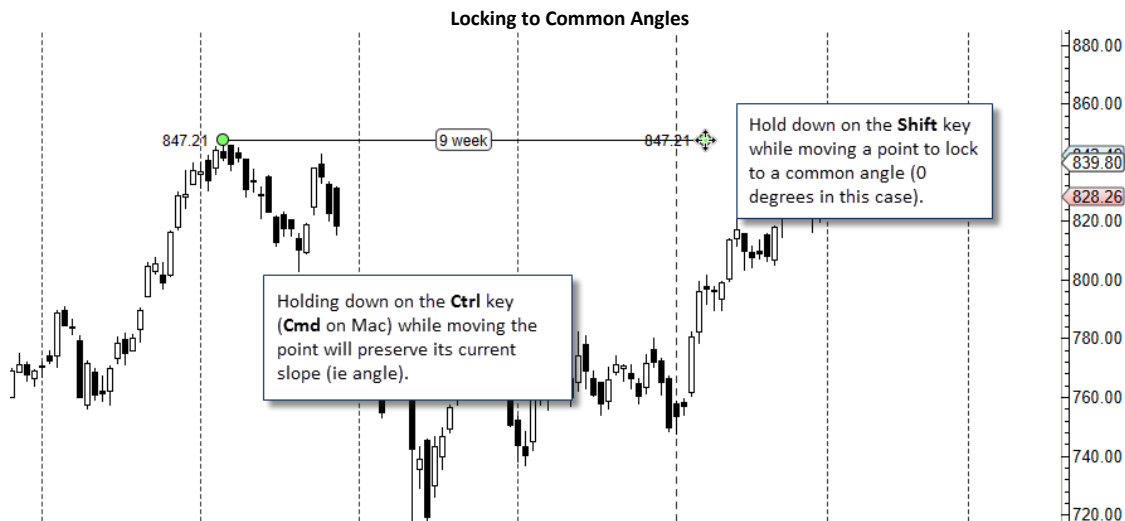 Locking to Common Angles
880.00
860.00
847.21
9 week
847.21
Hold down on the Shift key
while moving a point to lock
to a common angle (0
degrees in this case).
839.80
828.26
820.00
800.00
Holding down on the Ctrl key
(Cmd on Mac) while moving the
point will preserve its current
slope (ie angle).
780.00
760.00
740.00
720.00